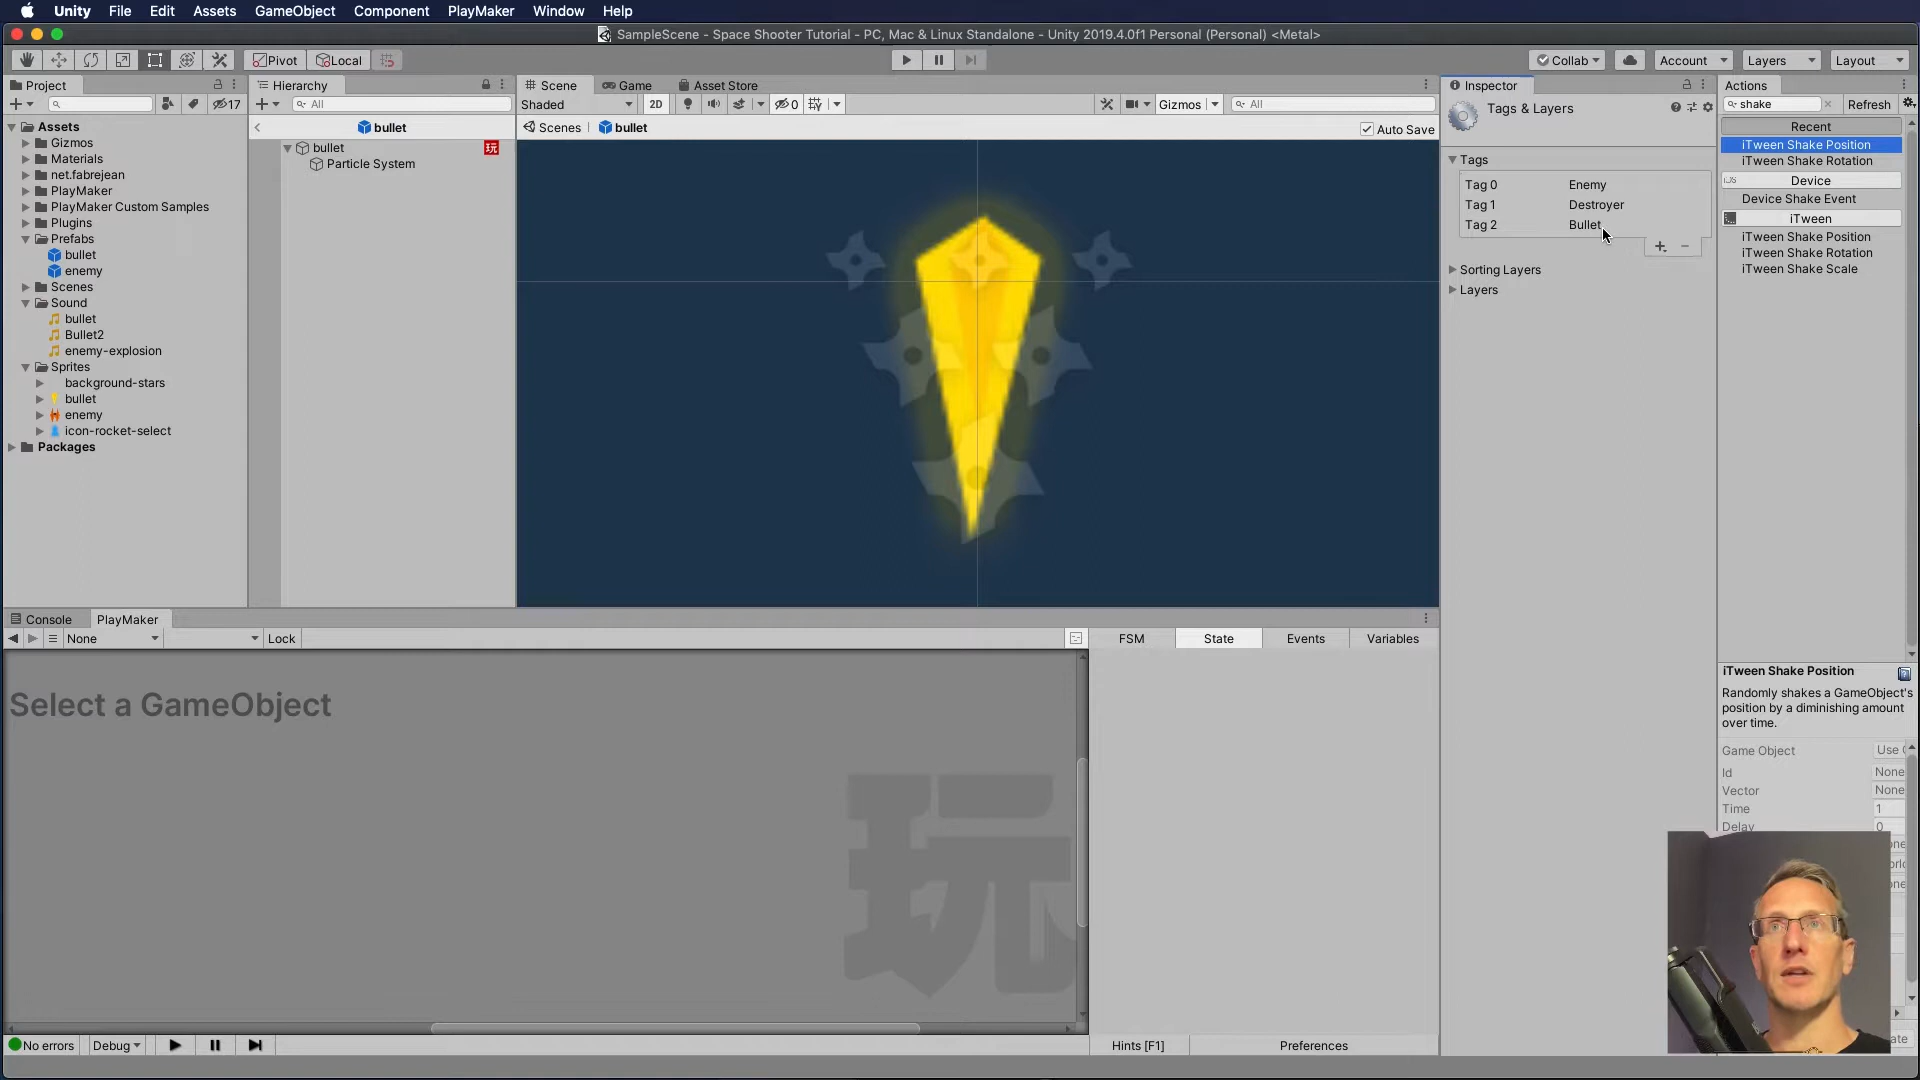 Unity File Edit Assets GameObject Component PlayMaker Window Help
SampleScene - Space Shooter Tutorial - PC, Mac & Linux Standalone - Unity 2019.4.0f1 Personal (Personal) <Metal>
Pivot Local Collab Account Layers Layout
Project
17
Assets
Gizmos
Materials
net.fabrejean
PlayMaker
PlayMaker Custom Samples
Plugins
Prefabs
bullet
enemy
Scenes
Sound
bullet
Bullet2
enemy-explosion
Sprites
background-stars
bullet
enemy
icon-rocket-select
Packages
Hierarchy
All
bullet
bullet 玩
Particle System
Scene Game Asset Store
Shaded 2D 0 Gizmos All
Scenes bullet Auto Save
Inspector
Tags & Layers
Tags
Tag 0 Enemy
Tag 1 Destroyer
Tag 2 Bullet
Sorting Layers
Layers
Actions
shake Refresh
Recent
iTween Shake Position
iTween Shake Rotation
iOS Device
Device Shake Event
iTween
iTween Shake Position
iTween Shake Rotation
iTween Shake Scale
iTween Shake Position
Randomly shakes a GameObject's
position by a diminishing amount
over time.
Game Object Use
Id None
Vector None
Time 1
Delay 0
Console PlayMaker
None Lock
FSM State Events Variables
Select a GameObject
玩
No errors Debug
Hints [F1] Preferences